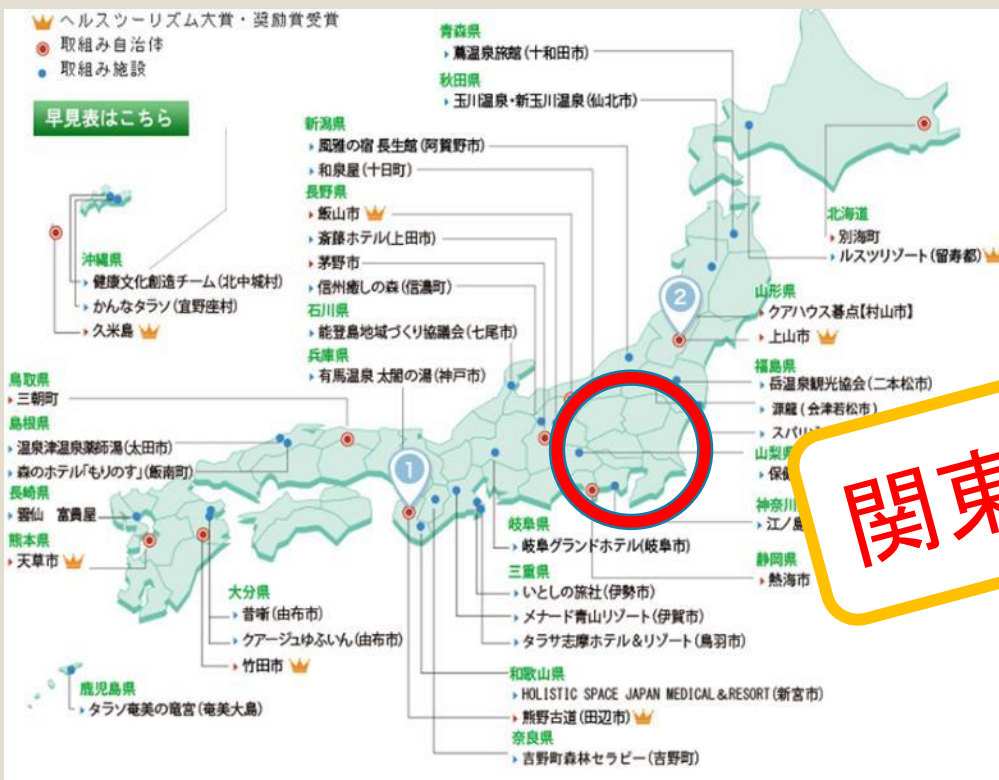 ヘルスツーリズム大賞・奨励賞受賞
取組み自治体
取組み施設
早見表はこちら
青森県
蔦温泉旅館(十和田市)
秋田県
玉川温泉・新玉川温泉(仙北市)
新潟県
風雅の宿 長生館(阿賀野市)
和泉屋(十日町)
長野県
飯山市
斎藤ホテル(上田市)
茅野市
信州癒しの森(信濃町)
石川県
能登島地域づくり協議会(七尾市)
兵庫県
有馬温泉 太閤の湯(神戸市)
北海道
別海町
ルスツリゾート(留寿都)
2
山形県
クアハウス碁点【村山市】
上山市
福島県
岳温泉観光協会(二本松市)
源龍(会津若松市)
スパリ
山梨県
保健
神奈川
江ノ島
静岡県
熱海市
関東
沖縄県
健康文化創造チーム(北中城村)
かんなタラソ(宜野座村)
久米島
鳥取県
三朝町
島根県
温泉津温泉薬師湯(太田市)
森のホテル「もりのす」(飯南町)
長崎県
雲仙 富貴屋
熊本県
天草市
1
大分県
昔噺(由布市)
クアージュゆふいん(由布市)
竹田市
鹿児島県
タラソ奄美の竜宮(奄美大島)
岐阜県
岐阜グランドホテル(岐阜市)
三重県
いとしの旅社(伊勢市)
メナード青山リゾート(伊賀市)
タラサ志摩ホテル&リゾート(鳥羽市)
和歌山県
HOLISTIC SPACE JAPAN MEDICAL&RESORT(新宮市)
熊野古道(田辺市)
奈良県
吉野町森林セラピー(吉野町)